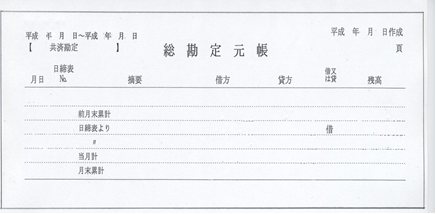 平成 年 月 日作成
平成 年 月 日～平成 年 月 日
【 共済勘定 】 総勘定元帳 頁
月日 日締表№ 摘要 借方 貸方 借又は貸 残高
前月末累計
日締表より 借
〃
当月計
月末累計